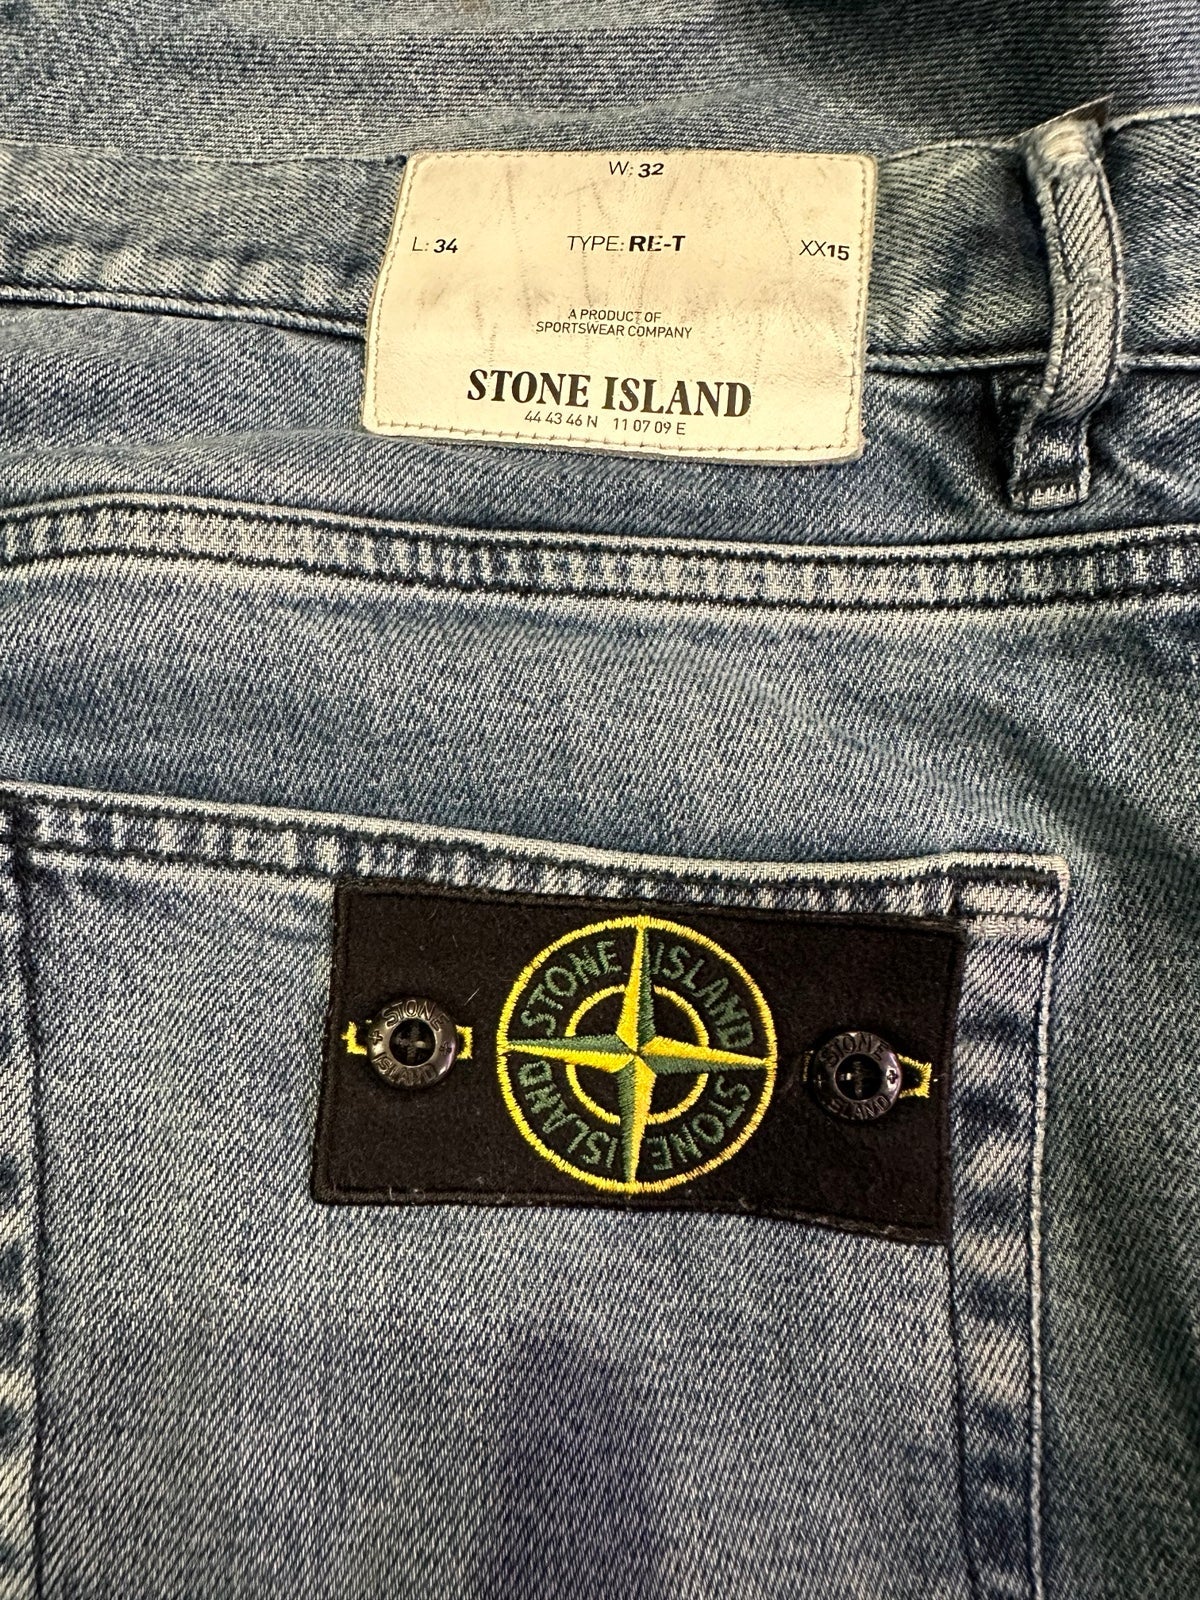 W: 32
L: 34 TYPE: RE-T XX15
A PRODUCT OF
SPORTSWEAR COMPANY
STONE ISLAND
44 43 46 N 11 07 09 E
STONE ISLAND
STONE ISLAND
STONE
ISLAND
STONE
ISLAND